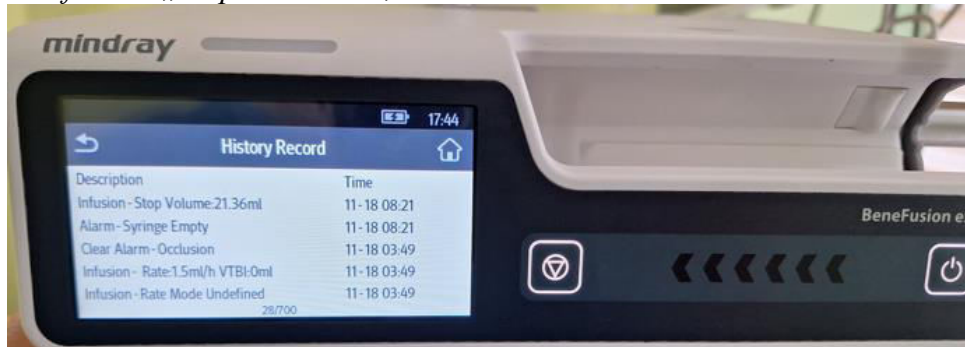 mindray
17:44
History Record
Description Time
Infusion - Stop Volume:21.36ml 11-18 08:21
Alarm - Syringe Empty 11-18 08:21
Clear Alarm - Occlusion 11-18 03:49
Infusion - Rate:1.5ml/h VTBI:0ml 11-18 03:49
Infusion - Rate Mode Undefined 11-18 03:49
28/700
BeneFusion e